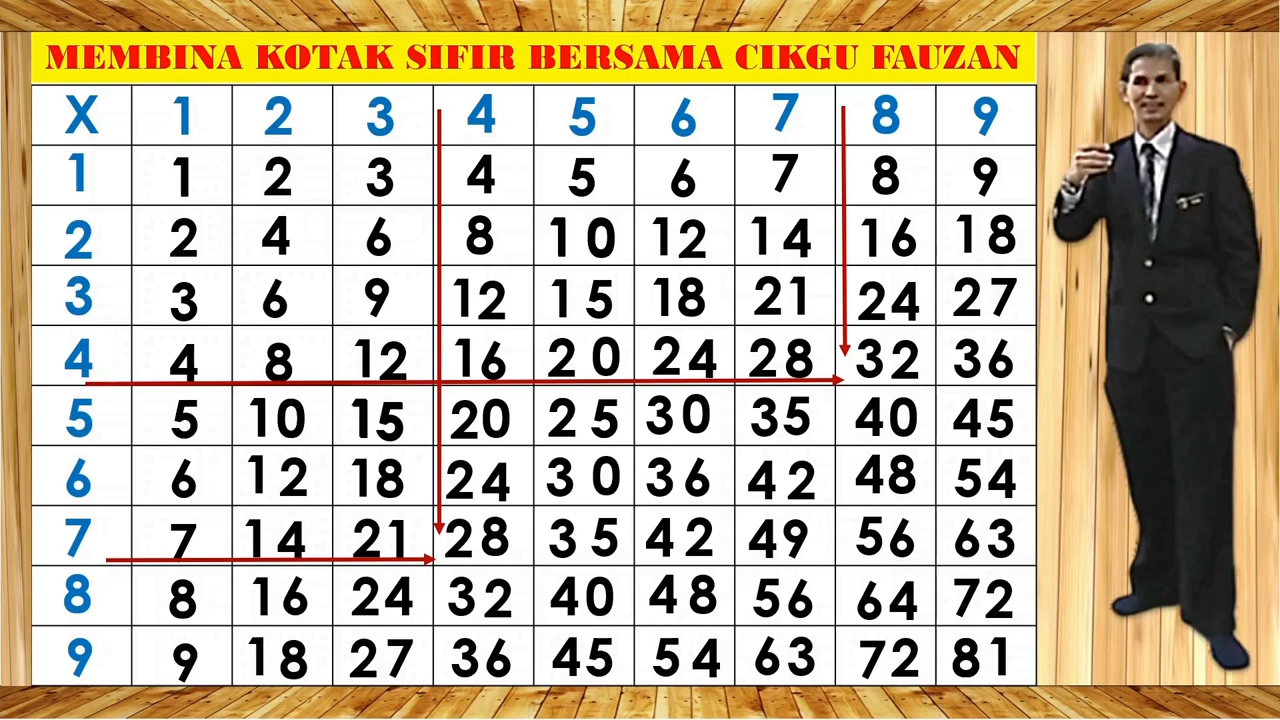 MEMBINA KOTAK SIFIR BERSAMA CIKGU FAUZAN
X 1 2 3 4 5 6 7 8 9
1 1 2 3 4 5 6 7 8 9
2 2 4 6 8 10 12 14 16 18
3 3 6 9 12 15 18 21 24 27
4 4 8 12 16 20 24 28 32 36
5 5 10 15 20 25 30 35 40 45
6 6 12 18 24 30 36 42 48 54
7 7 14 21 28 35 42 49 56 63
8 8 16 24 32 40 48 56 64 72
9 9 18 27 36 45 54 63 72 81